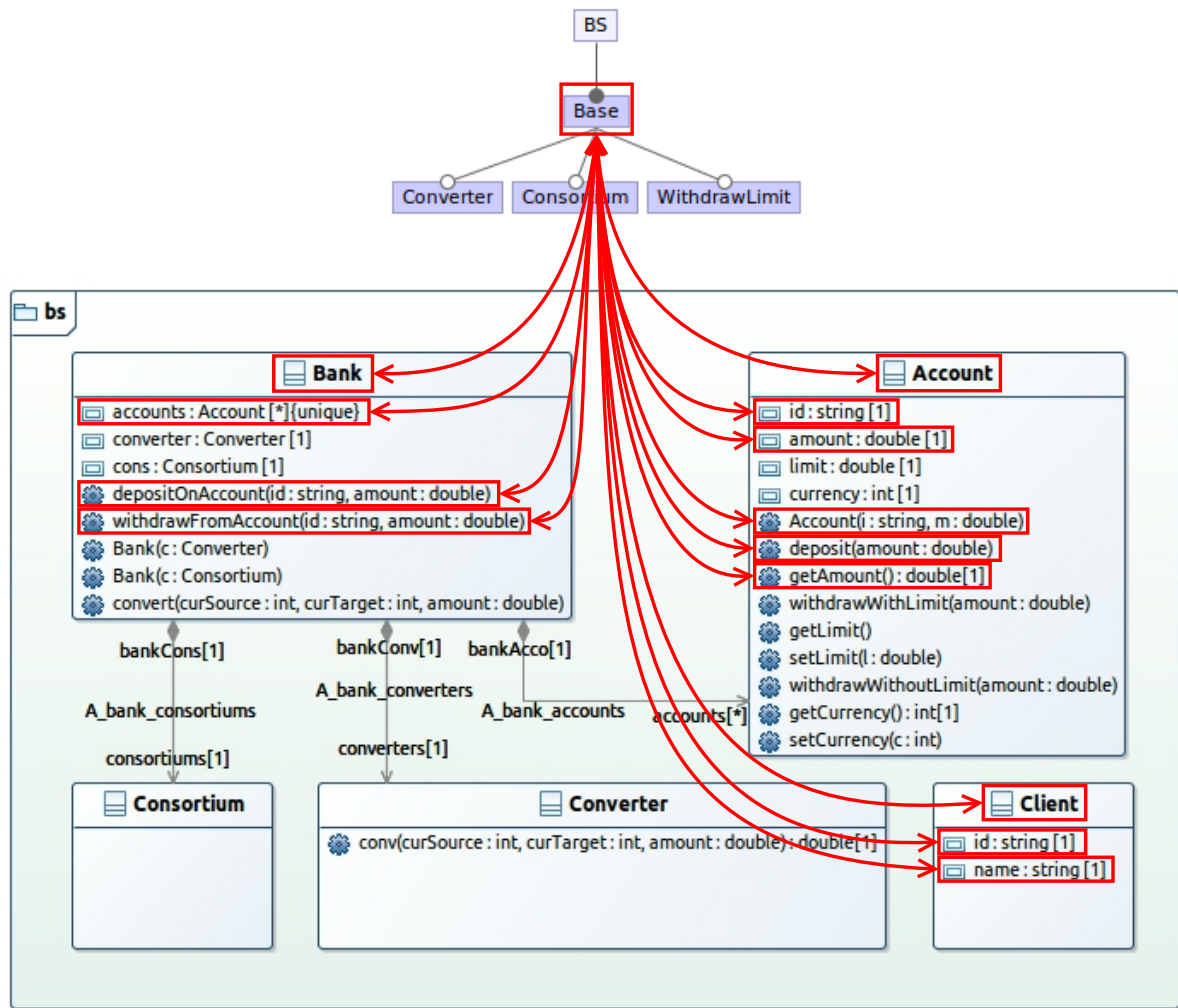 BS
Base
Converter
Consortium
WithdrawLimit
bs
Bank
accounts : Account [*]{unique}
converter : Converter [1]
cons : Consortium [1]
depositOnAccount(id : string, amount : double)
withdrawFromAccount(id : string, amount : double)
Bank(c : Converter)
Bank(c : Consortium)
convert(curSource : int, curTarget : int, amount : double)
Account
id : string [1]
amount : double [1]
limit : double [1]
currency : int [1]
Account(i : string, m : double)
deposit(amount : double)
getAmount() : double[1]
withdrawWithLimit(amount : double)
getLimit()
setLimit(l : double)
withdrawWithoutLimit(amount : double)
getCurrency() : int[1]
setCurrency(c : int)
bankCons[1]
bankConv[1]
bankAcco[1]
A_bank_consortiums
A_bank_converters
A_bank_accounts
accounts[*]
consortiums[1]
converters[1]
Consortium
Converter
conv(curSource : int, curTarget : int, amount : double) : double[1]
Client
id : string [1]
name : string [1]